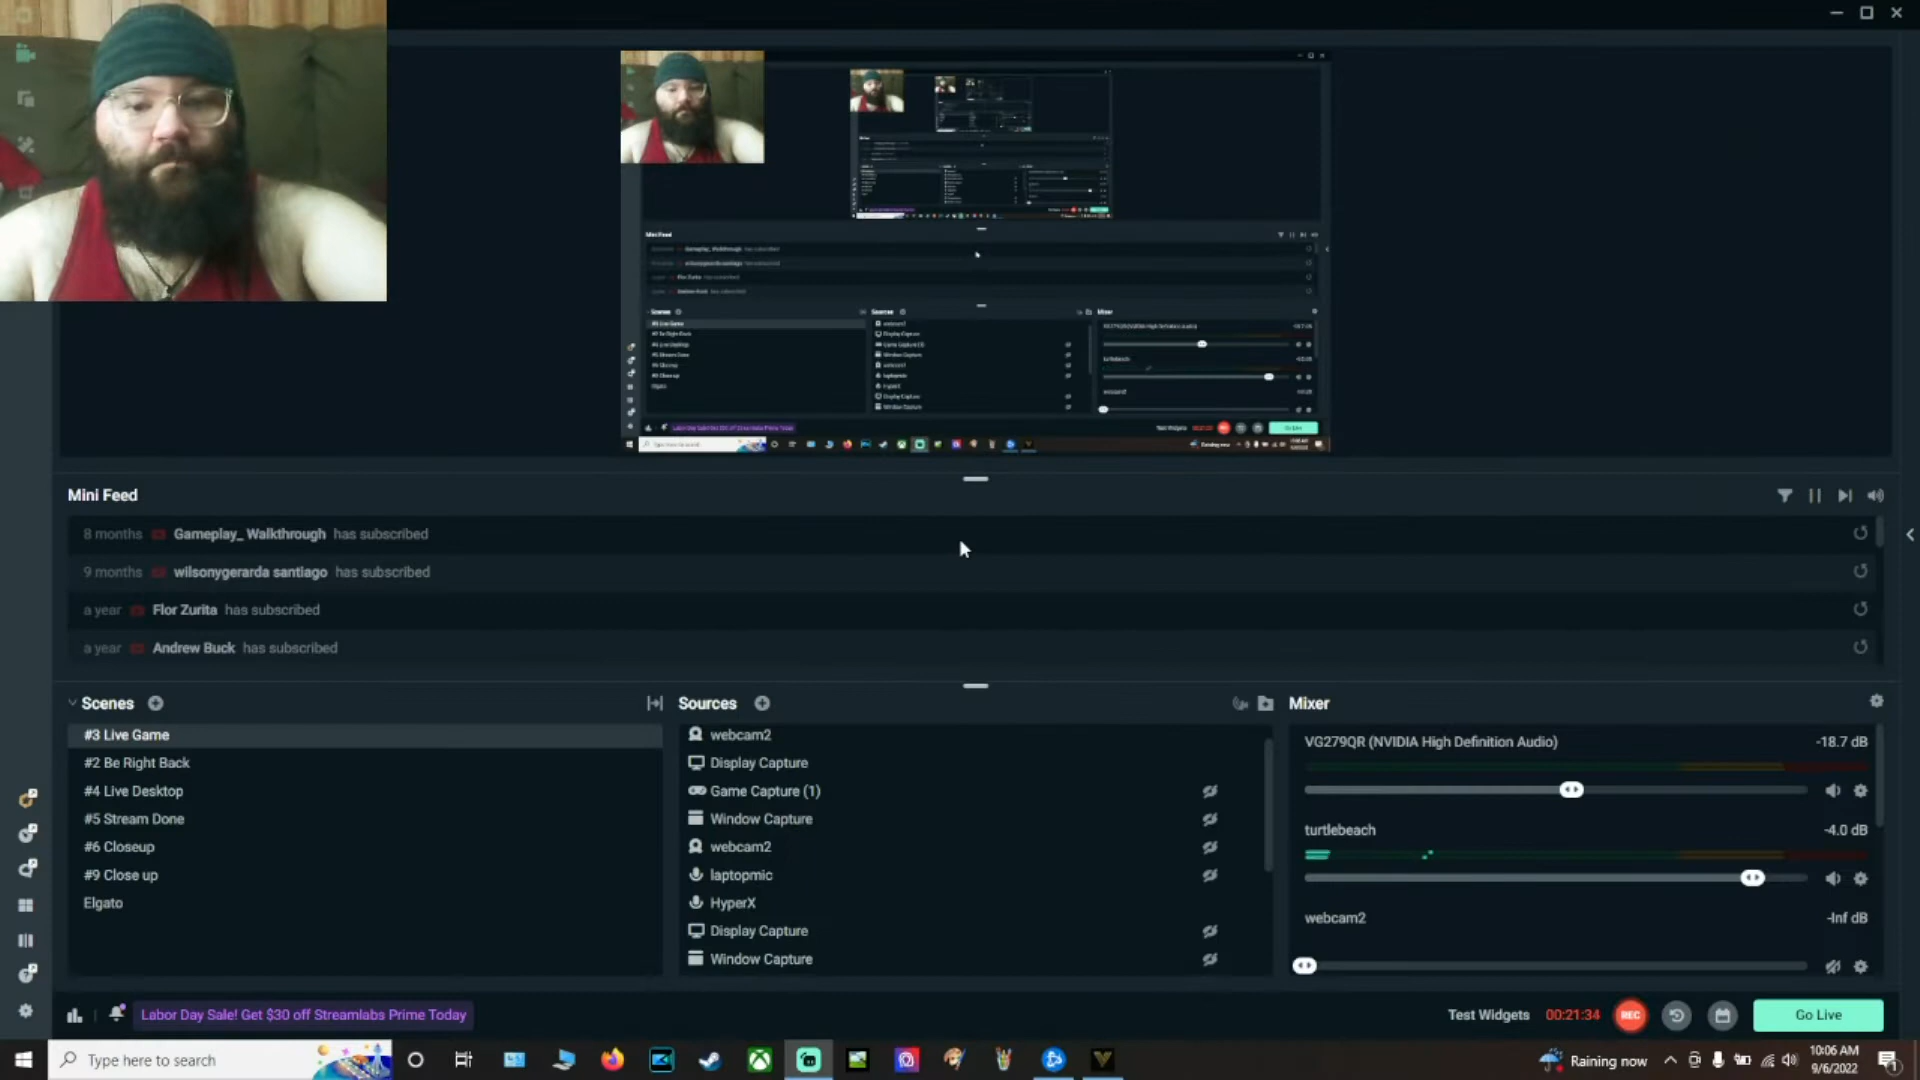 Mini Feed
8 months Gameplay_ Walkthrough has subscribed
9 months wilsonygerarda santiago has subscribed
a year Flor Zurita has subscribed
a year Andrew Buck has subscribed
Scenes
#3 Live Game
#2 Be Right Back
#4 Live Desktop
#5 Stream Done
#6 Closeup
#9 Close up
Elgato
Sources
webcam2
Display Capture
Game Capture (1)
Window Capture
webcam2
laptopmic
HyperX
Display Capture
Window Capture
Mixer
VG279QR (NVIDIA High Definition Audio) -18.7 dB
turtlebeach -4.0 dB
webcam2 -Inf dB
Labor Day Sale! Get $30 off Streamlabs Prime Today
Test Widgets 00:21:34 REC Go Live
Type here to search
Raining now
10:06 AM
9/6/2022